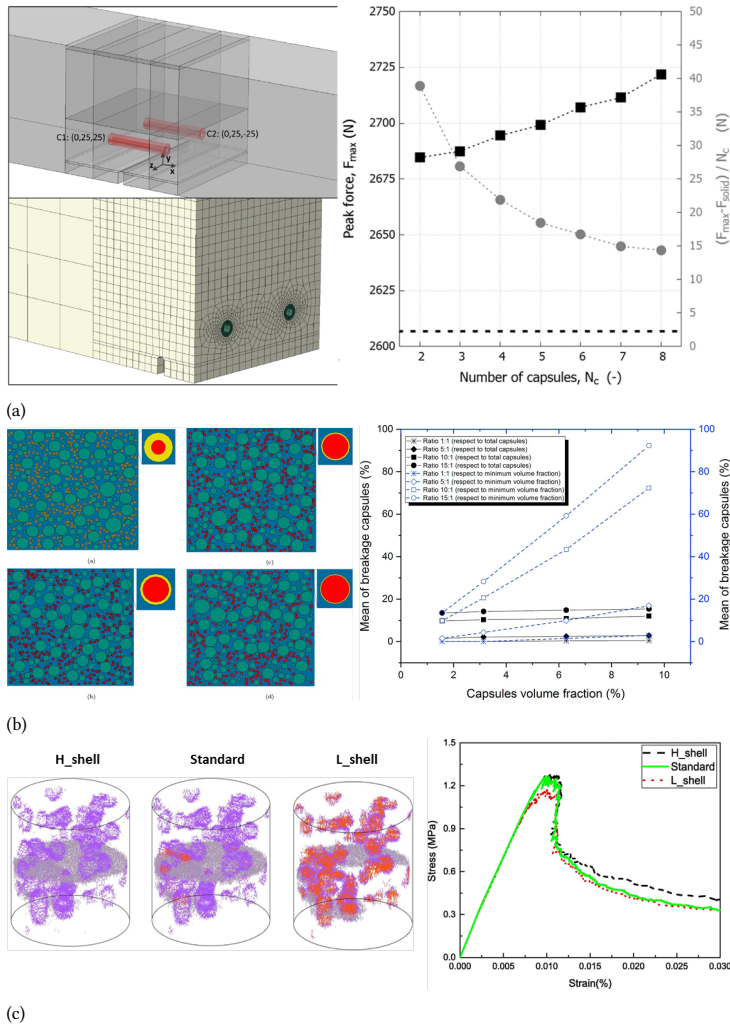 C1: (0,25,25)
C2: (0,25,-25)
y
z
x
2750
2725
2700
2675
2650
2625
2600
Peak force, Fmax (N)
50
45
40
35
30
25
20
15
10
5
0
(Fmax-Fsolid) / Nc (N)
2 3 4 5 6 7 8
Number of capsules, Nc (-)
(a)
(a)
(c)
(b)
(d)
100
80
60
40
20
0
Mean of breakage capsules (%)
Ratio 1:1 (respect to total capsules)
Ratio 5:1 (respect to total capsules)
Ratio 10:1 (respect to total capsules)
Ratio 15:1 (respect to total capsules)
Ratio 1:1 (respect to minimum volume fraction)
Ratio 5:1 (respect to minimum volume fraction)
Ratio 10:1 (respect to minimum volume fraction)
Ratio 15:1 (respect to minimum volume fraction)
100
80
60
40
20
0
Mean of breakage capsules (%)
0 2 4 6 8 10
Capsules volume fraction (%)
(b)
H_shell Standard L_shell
1.5
1.2
0.9
0.6
0.3
0.0
Stress (MPa)
H_shell
Standard
L_shell
0.000 0.005 0.010 0.015 0.020 0.025 0.030
Strain(%)
(c)